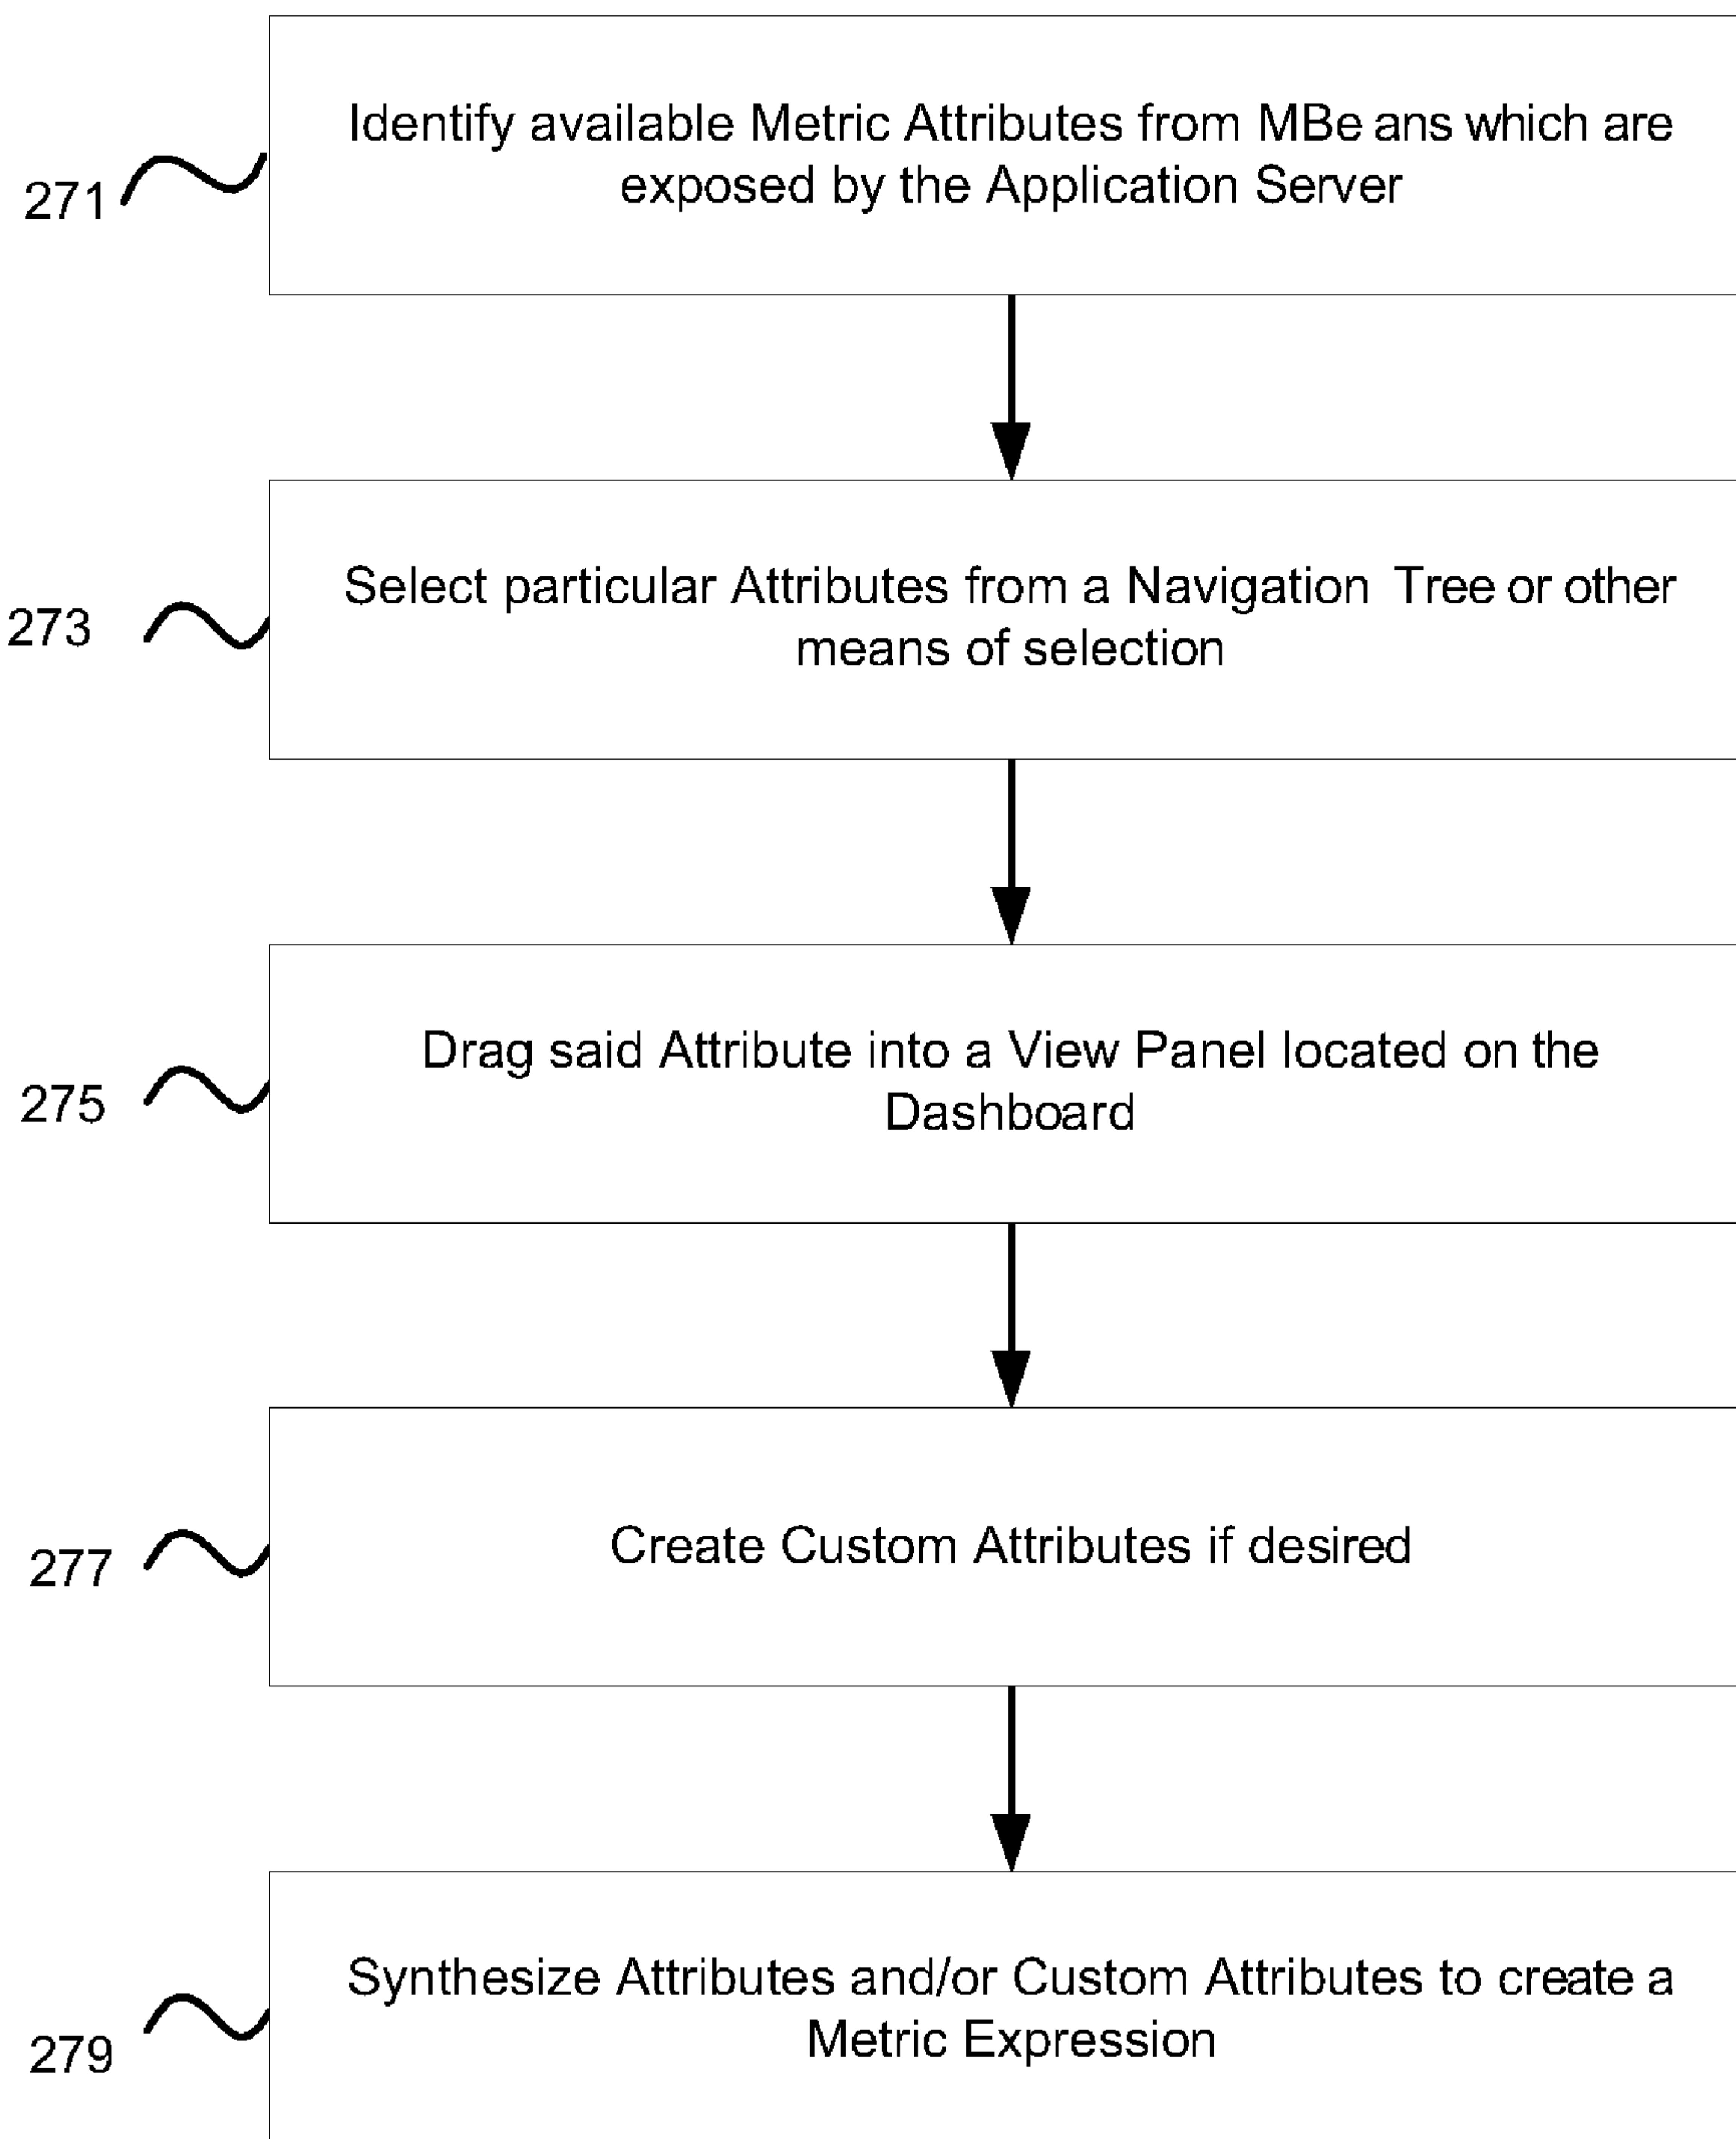 Identify available Metric Attributes from MBe ans which are
exposed by the Application Server
271
Select particular Attributes from a Navigation Tree or other
means of selection
273
Drag said Attribute into a View Panel located on the
Dashboard
275
Create Custom Attributes if desired
277
Synthesize Attributes and/or Custom Attributes to create a
Metric Expression
279